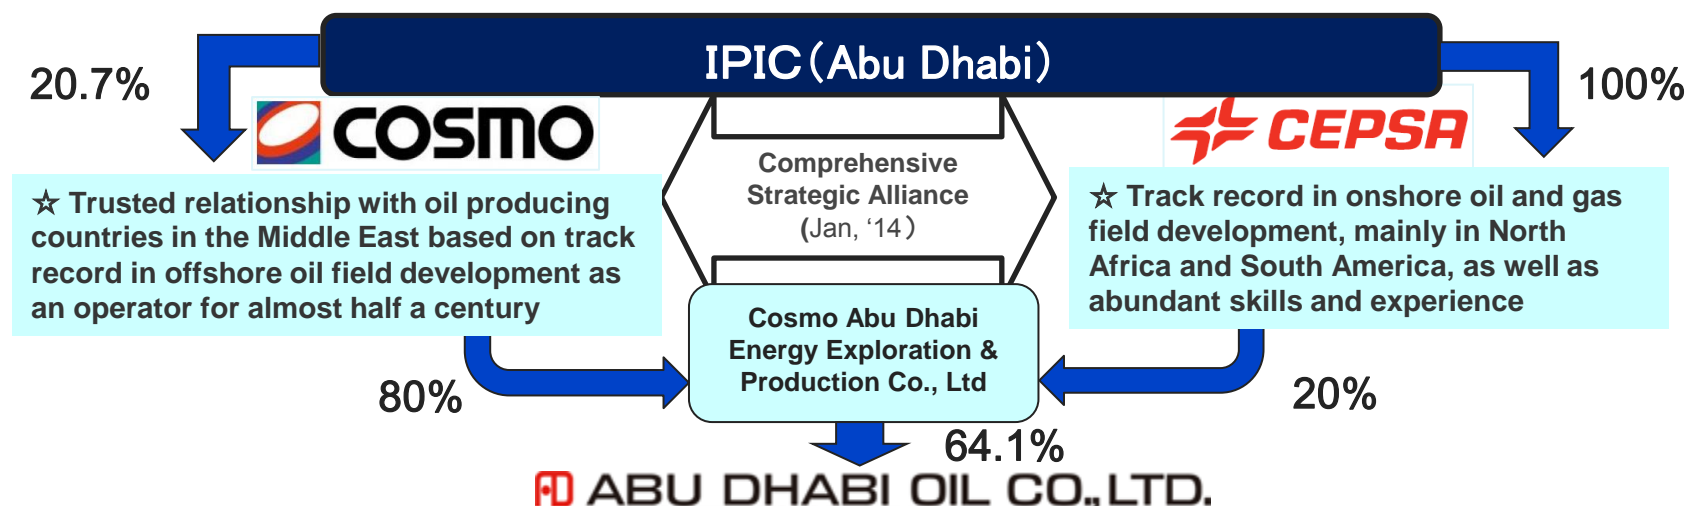 IPIC(Abu Dhabi)
20.7%
100%
COSMO
CEPSA
Comprehensive
Strategic Alliance
(Jan, ‘14)
☆ Trusted relationship with oil producing
countries in the Middle East based on track
record in offshore oil field development as
an operator for almost half a century
☆ Track record in onshore oil and gas
field development, mainly in North
Africa and South America, as well as
abundant skills and experience
Cosmo Abu Dhabi
Energy Exploration &
Production Co., Ltd
80%
20%
64.1%
ABU DHABI OIL CO.,LTD.